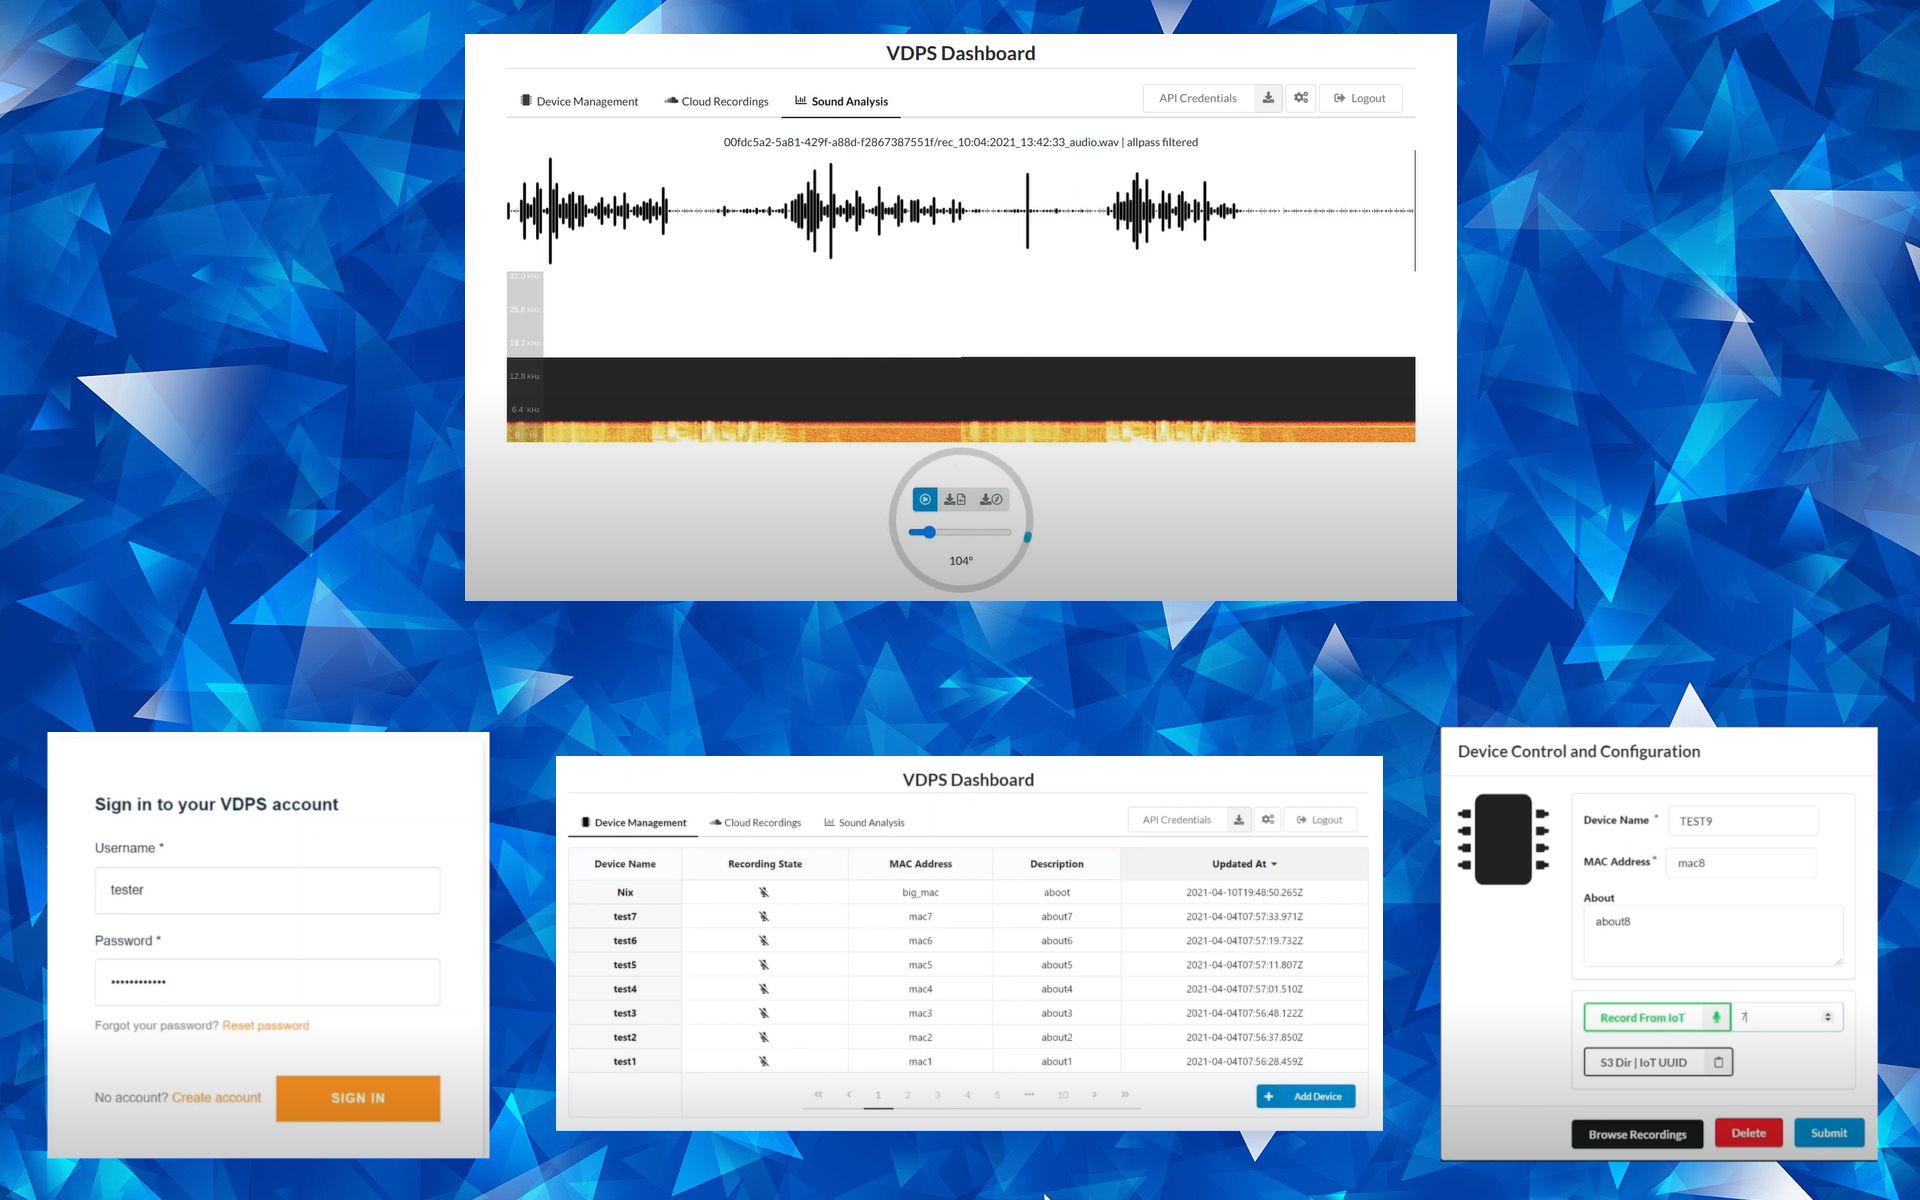 VDPS Dashboard
Device Management Cloud Recordings Sound Analysis API Credentials Logout
00fdc5a2-5a81-429f-a88d-f2867387551f/rec_10:04:2021_13:42:33_audio.wav | allpass filtered
32.0 KHz
25.6 KHz
19.2 KHz
12.8 KHz
6.4 KHz
0 Hz
104°
Sign in to your VDPS account
Username *
tester
Password *
••••••••••••
Forgot your password? Reset password
No account? Create account SIGN IN
VDPS Dashboard
Device Management Cloud Recordings Sound Analysis API Credentials Logout
Device Name Recording State MAC Address Description Updated At
Nix big_mac aboot 2021-04-10T19:48:50.265Z
test7 mac7 about7 2021-04-04T07:57:33.971Z
test6 mac6 about6 2021-04-04T07:57:19.732Z
test5 mac5 about5 2021-04-04T07:57:11.807Z
test4 mac4 about4 2021-04-04T07:57:01.510Z
test3 mac3 about3 2021-04-04T07:56:48.122Z
test2 mac2 about2 2021-04-04T07:56:37.850Z
test1 mac1 about1 2021-04-04T07:56:28.459Z
« ‹ 1 2 3 4 5 ... 10 › » Add Device
Device Control and Configuration
Device Name * TEST9
MAC Address * mac8
About
about8
Record From IoT 7
S3 Dir | IoT UUID
Browse Recordings Delete Submit